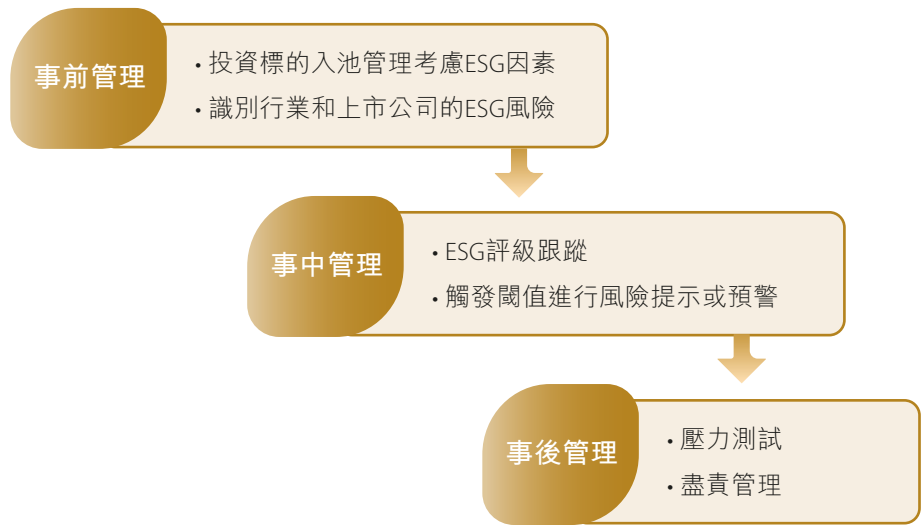 事前管理
• 投資標的入池管理考慮ESG因素
• 識別行業和上市公司的ESG風險
事中管理
• ESG評級跟蹤
• 觸發閾值進行風險提示或預警
事後管理
• 壓力測試
• 盡責管理